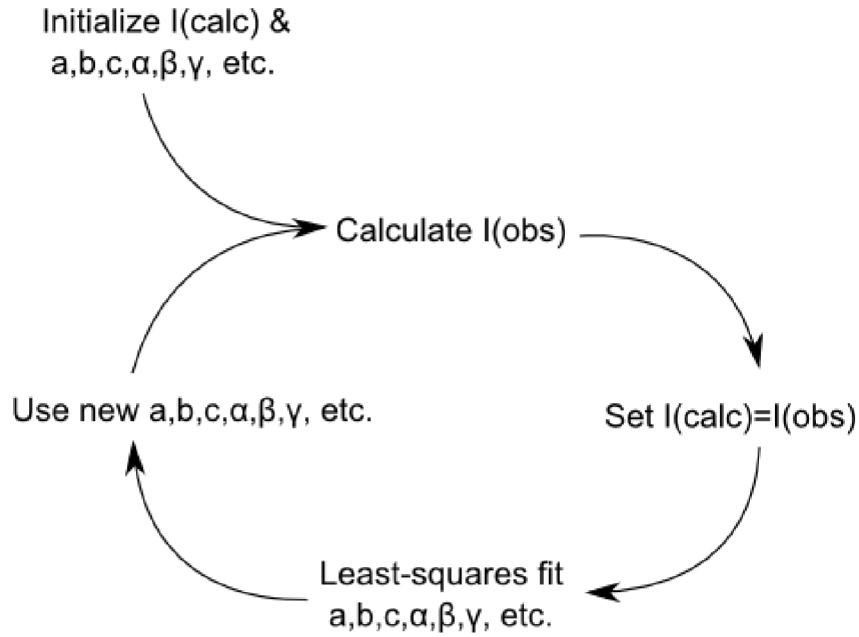 Initialize I(calc) &
a,b,c,α,β,γ, etc.
Calculate I(obs)
Set I(calc)=I(obs)
Least-squares fit
a,b,c,α,β,γ, etc.
Use new a,b,c,α,β,γ, etc.